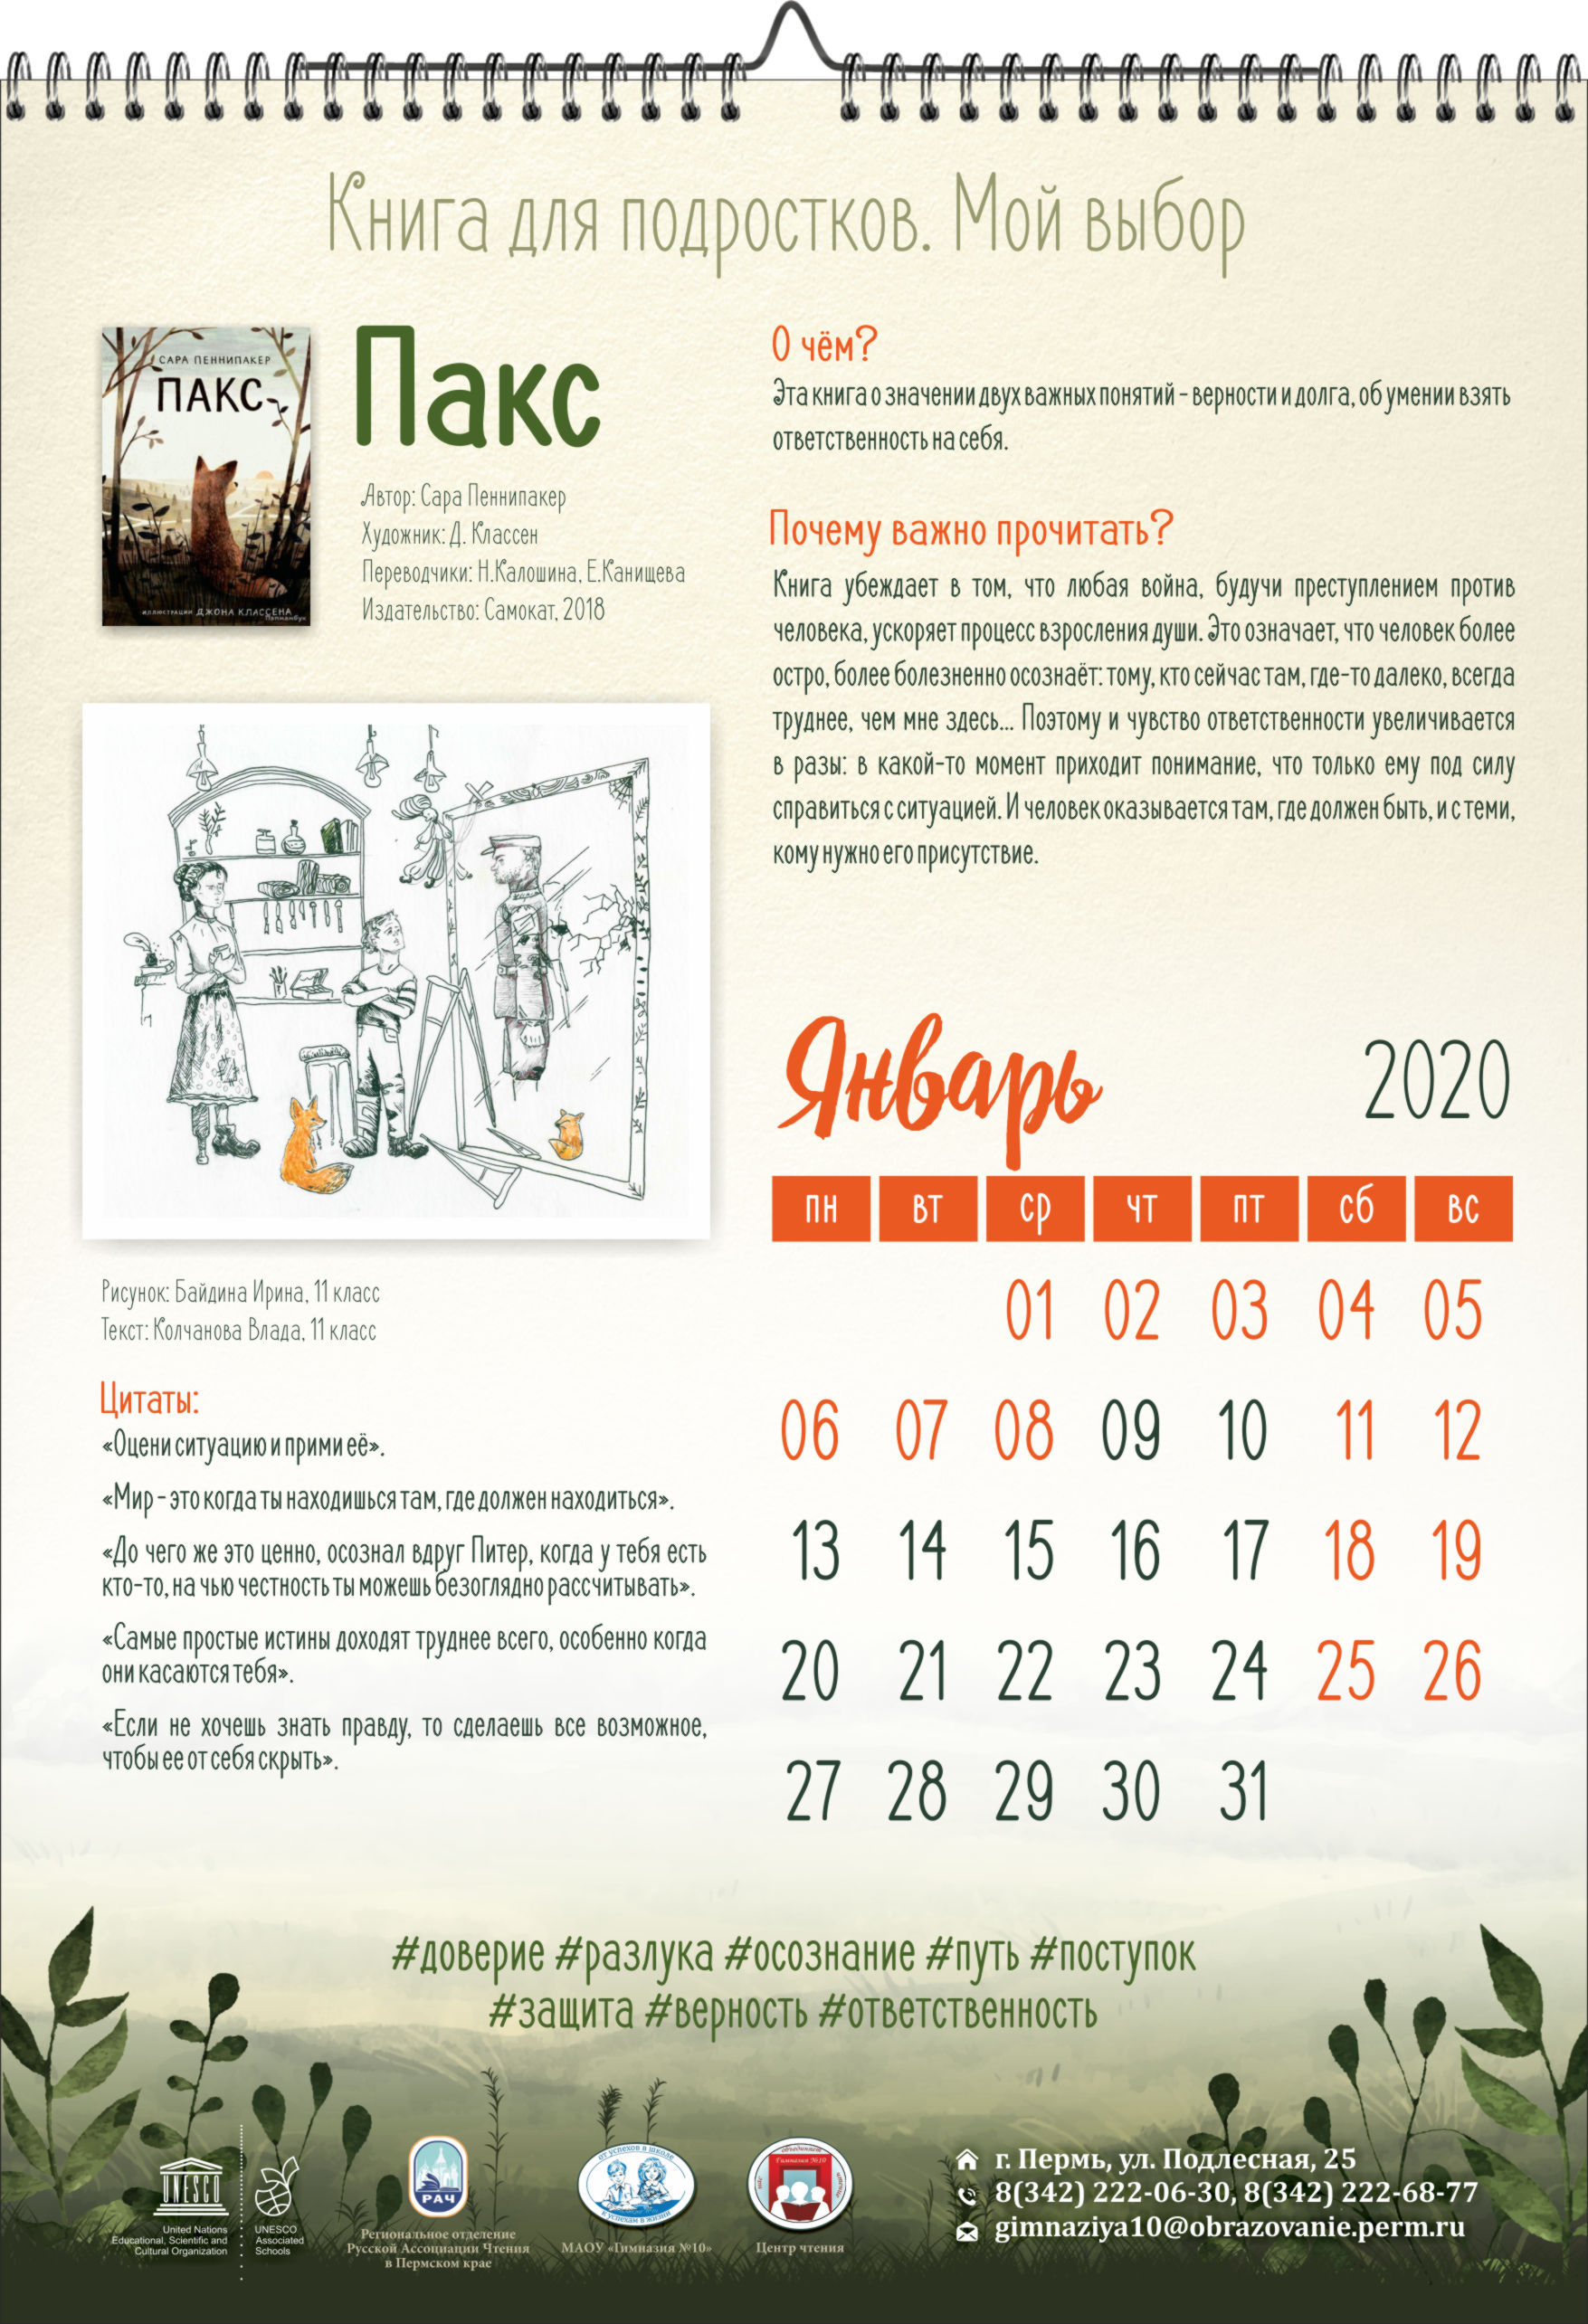 Книга для подростков. Мой выбор
САРА ПЕННИПАКЕР
ПАКС
ИЛЛЮСТРАЦИИ ДЖОНА КЛАССЕНА
Папмамбук
Пакс
Автор: Сара Пеннипакер
Художник: Д. Классен
Переводчики: Н.Калошина, Е.Канищева
Издательство: Самокат, 2018
О чём?
Эта книга о значении двух важных понятий - верности и долга, об умении взять
ответственность на себя.
Почему важно прочитать?
Книга убеждает в том, что любая война, будучи преступлением против
человека, ускоряет процесс взросления души. Это означает, что человек более
остро, более болезненно осознаёт: тому, кто сейчас там, где-то далеко, всегда
труднее, чем мне здесь... Поэтому и чувство ответственности увеличивается
в разы: в какой-то момент приходит понимание, что только ему под силу
справиться с ситуацией. И человек оказывается там, где должен быть, и с теми,
кому нужно его присутствие.
Рисунок: Байдина Ирина, 11 класс
Текст: Колчанова Влада, 11 класс
Цитаты:
«Оцени ситуацию и прими её».
«Мир - это когда ты находишься там, где должен находиться».
«До чего же это ценно, осознал вдруг Питер, когда у тебя есть
кто-то, на чью честность ты можешь безоглядно рассчитывать».
«Самые простые истины доходят труднее всего, особенно когда
они касаются тебя».
«Если не хочешь знать правду, то сделаешь все возможное,
чтобы ее от себя скрыть».
Январь 2020
пн вт ср чт пт сб вс
01 02 03 04 05
06 07 08 09 10 11 12
13 14 15 16 17 18 19
20 21 22 23 24 25 26
27 28 29 30 31
#доверие #разлука #осознание #путь #поступок
#защита #верность #ответственность
UNESCO
United Nations
Educational, Scientific and
Cultural Organization
UNESCO
Associated
Schools
РАЧ
Региональное отделение
Русской Ассоциации Чтения
в Пермском крае
от успехов в школе
к успехам в жизни
МАОУ «Гимназия №10»
объединяет
Гимназия №10
Центр чтения
г. Пермь, ул. Подлесная, 25
8(342) 222-06-30, 8(342) 222-68-77
gimnaziya10@obrazovanie.perm.ru